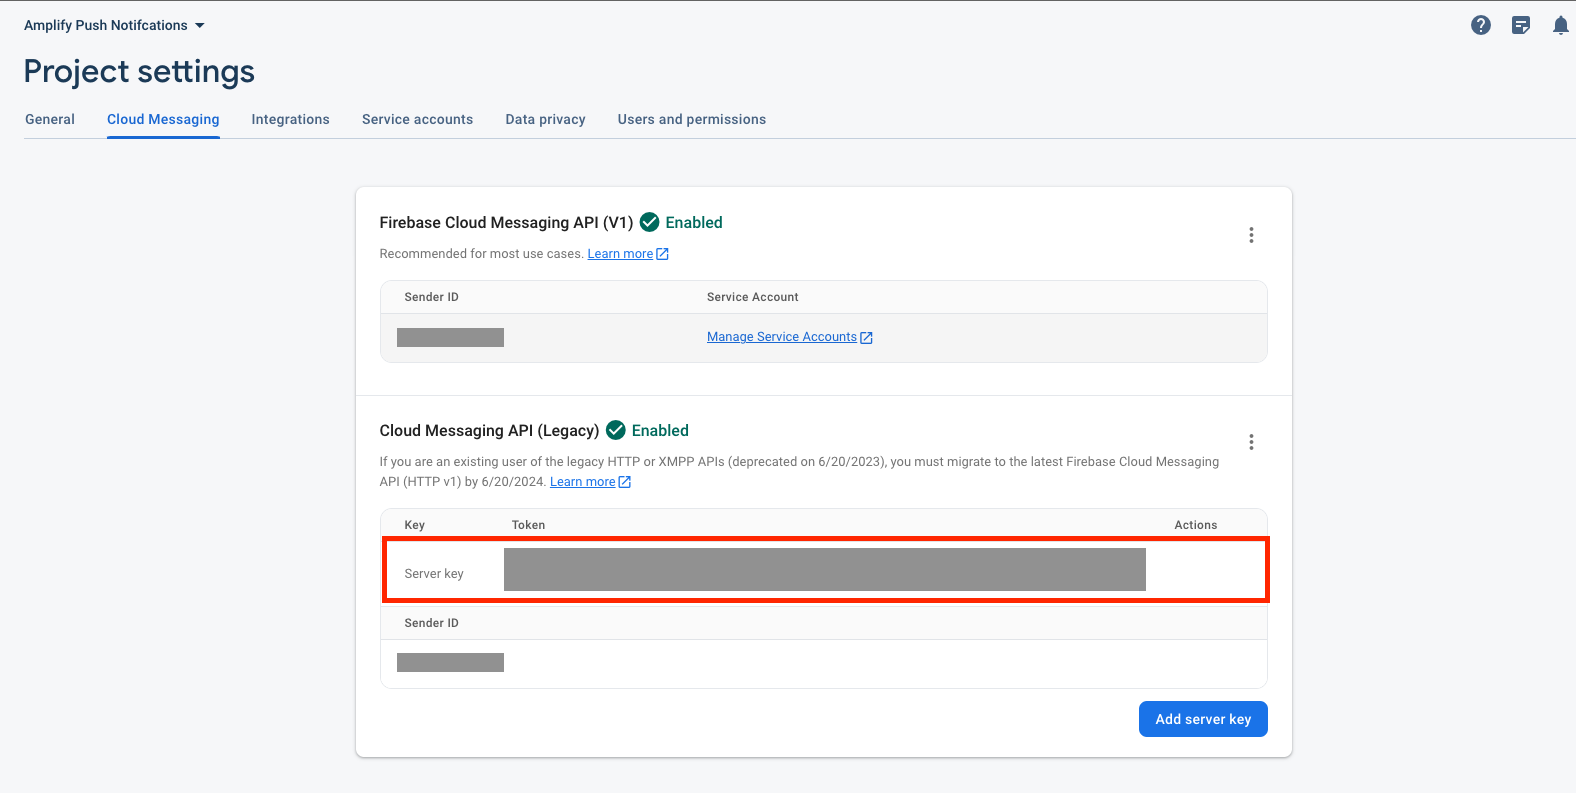 Amplify Push Notifcations
Project settings
General Cloud Messaging Integrations Service accounts Data privacy Users and permissions
Firebase Cloud Messaging API (V1) Enabled
Recommended for most use cases. Learn more
Sender ID Service Account
Manage Service Accounts
Cloud Messaging API (Legacy) Enabled
If you are an existing user of the legacy HTTP or XMPP APIs (deprecated on 6/20/2023), you must migrate to the latest Firebase Cloud Messaging
API (HTTP v1) by 6/20/2024. Learn more
Key Token Actions
Server key
Sender ID
Add server key